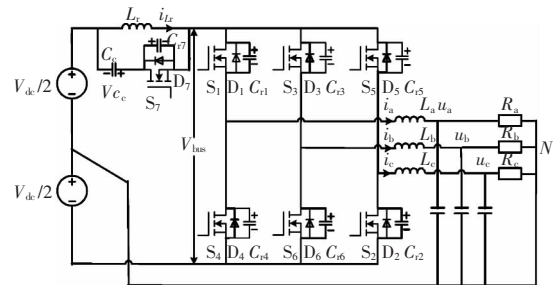 L_r i_Lr
C_r7
C_c
D_7
Vc_c
S_7
V_dc/2
V_dc/2
V_bus
S_1 D_1 C_r1 S_3 D_3 C_r3 S_5 D_5 C_r5
i_a L_a u_a R_a
i_b L_b u_b R_b N
i_c L_c u_c R_c
S_4 D_4 C_r4 S_6 D_6 C_r6 S_2 D_2 C_r2